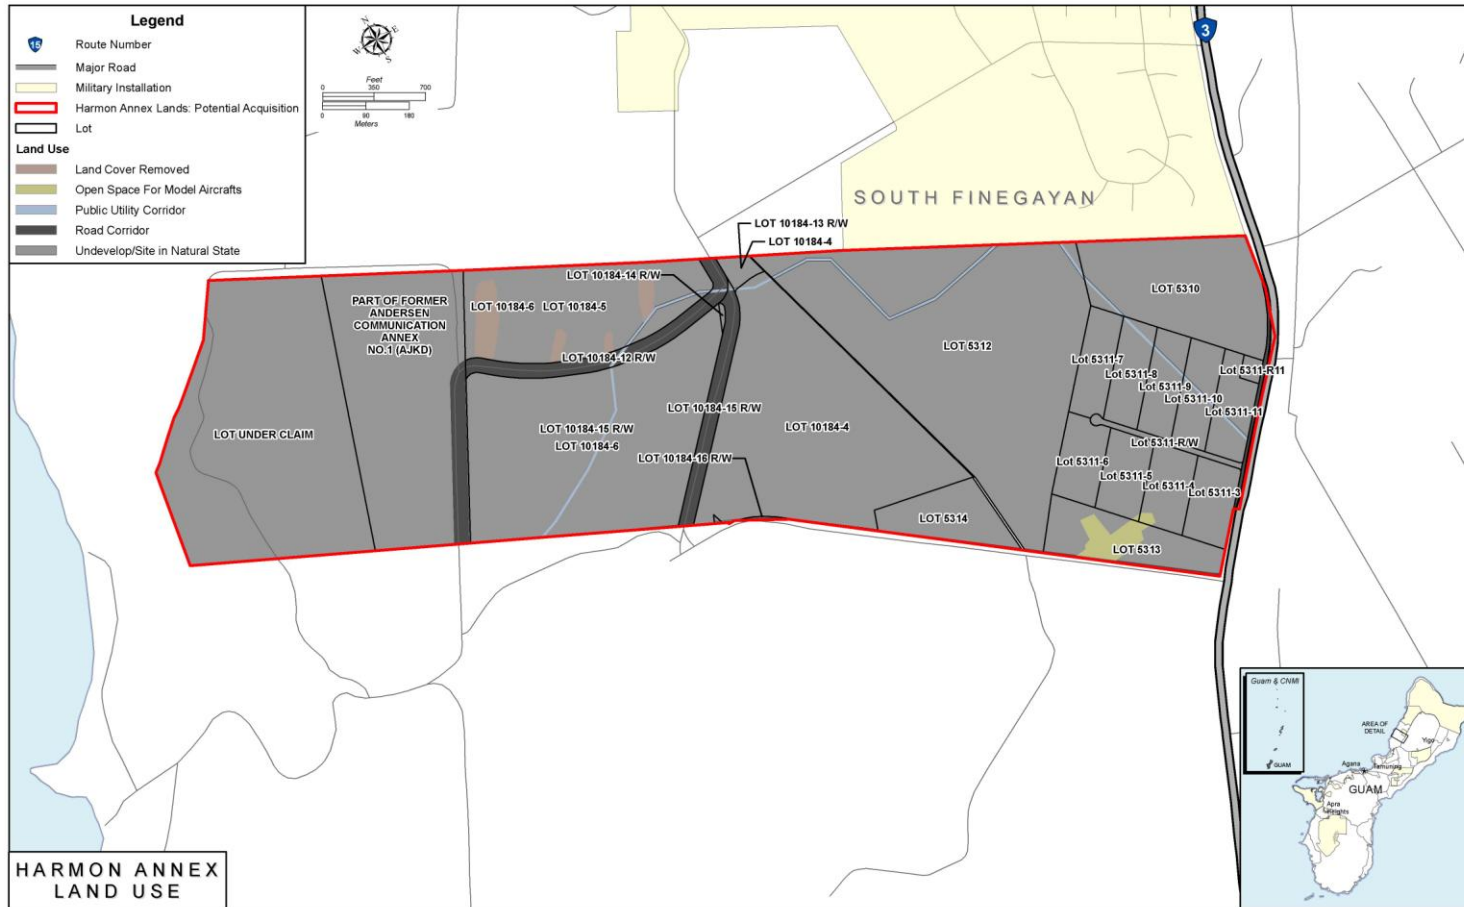 Legend
15
Route Number
Major Road
Military Installation
Harmon Annex Lands: Potential Acquisition
Lot
Land Use
Land Cover Removed
Open Space For Model Aircrafts
Public Utility Corridor
Road Corridor
Undevelop/Site in Natural State
N
E
W
S
Feet
0 350 700
0 90 180
Meters
3
SOUTH FINEGAYAN
LOT 10184-13 R/W
LOT 10184-4
LOT 10184-14 R/W
LOT 5310
PART OF FORMER
ANDERSEN
COMMUNICATION
ANNEX
NO.1 (AJKD)
LOT 10184-6
LOT 10184-5
LOT 5312
LOT 10184-12 R/W
Lot 5311-7
Lot 5311-8
Lot 5311-9
Lot 5311-10
Lot 5311-11
Lot 5311-R11
LOT 10184-15 R/W
LOT UNDER CLAIM
LOT 10184-15 R/W
LOT 10184-6
LOT 10184-4
Lot 5311-R/W
LOT 10184-16 R/W
Lot 5311-6
Lot 5311-5
Lot 5311-4
Lot 5311-3
LOT 5314
LOT 5313
Guam & CNMI
GUAM
AREA OF
DETAIL
Yigo
Agana
Tamuning
GUAM
Apra
Heights
HARMON ANNEX
LAND USE